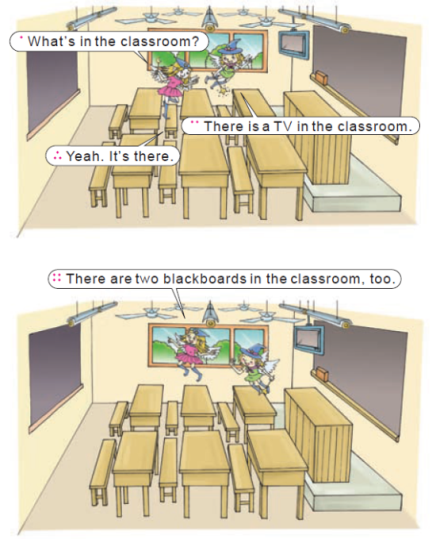 What's in the classroom?
There is a TV in the classroom.
Yeah. It's there.
There are two blackboards in the classroom, too.